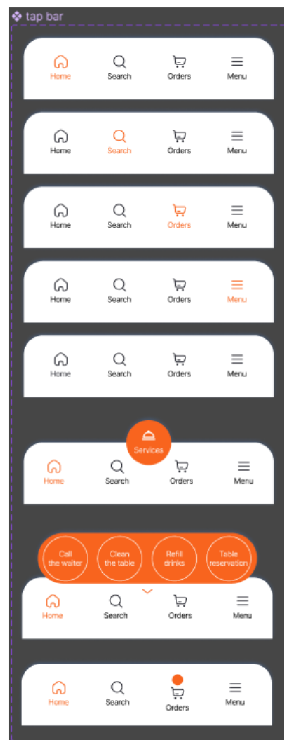 tap bar
Home Search Orders Menu
Home Search Orders Menu
Home Search Orders Menu
Home Search Orders Menu
Home Search Orders Menu
Services
Home Search Orders Menu
Call Clean Refill Table
the waiter the table drinks reservation
Home Search Orders Menu
Home Search Orders Menu